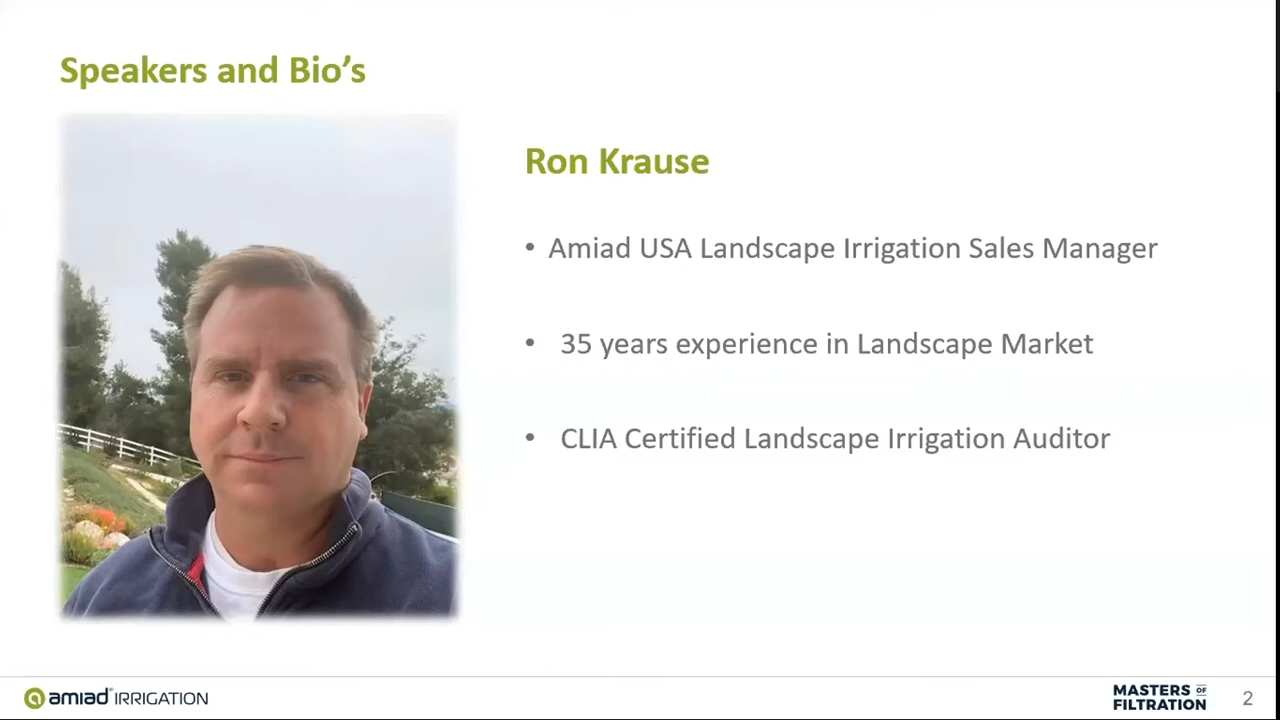 Speakers and Bio’s
Ron Krause
• Amiad USA Landscape Irrigation Sales Manager
• 35 years experience in Landscape Market
• CLIA Certified Landscape Irrigation Auditor
amiad IRRIGATION
MASTERS OF
FILTRATION
2